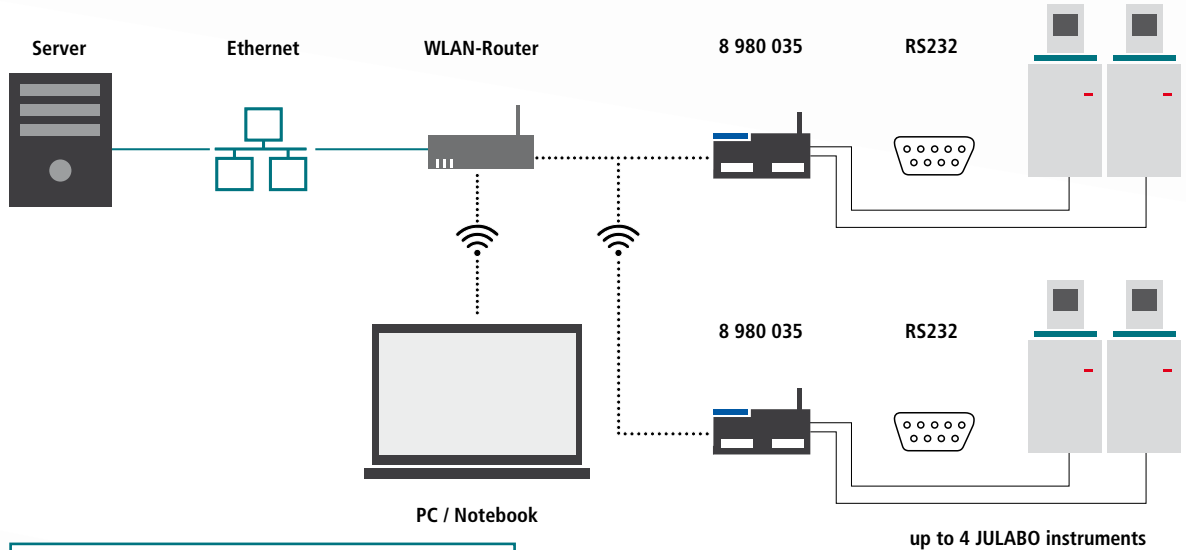 Server
Ethernet
WLAN-Router
8 980 035
RS232
8 980 035
RS232
PC / Notebook
up to 4 JULABO instruments